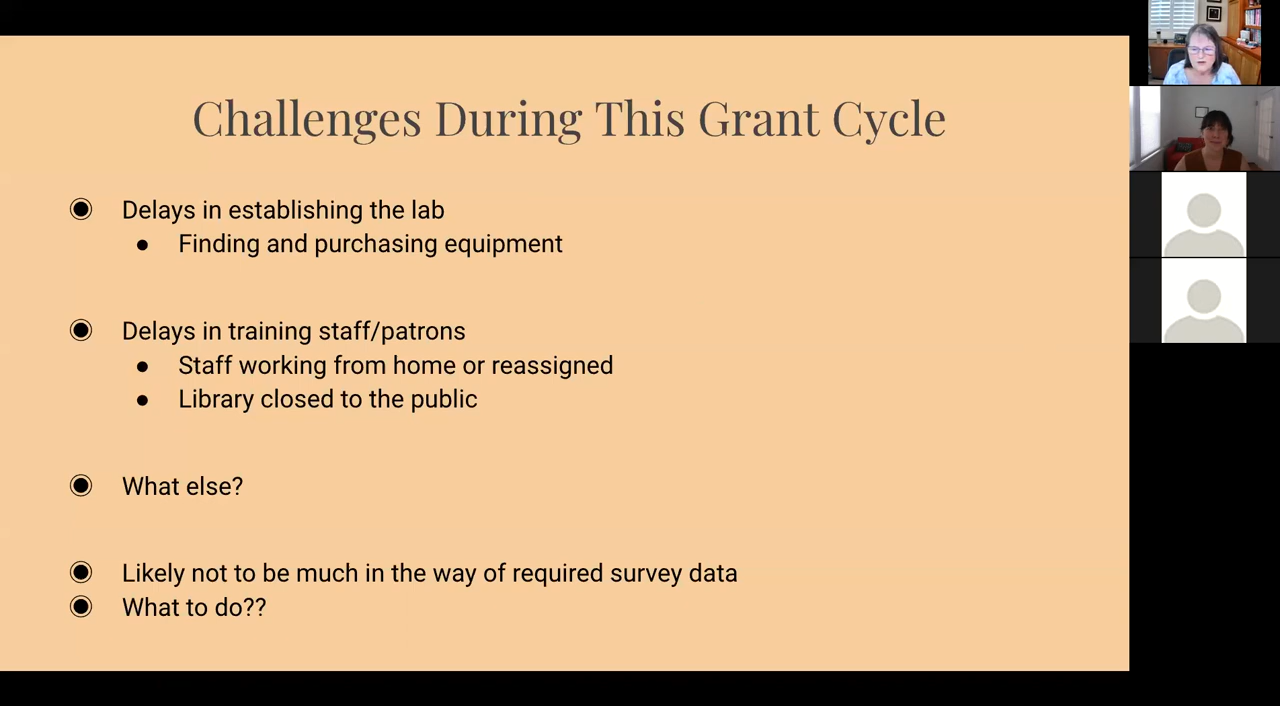 Challenges During This Grant Cycle
Delays in establishing the lab
Finding and purchasing equipment
Delays in training staff/patrons
Staff working from home or reassigned
Library closed to the public
What else?
Likely not to be much in the way of required survey data
What to do??